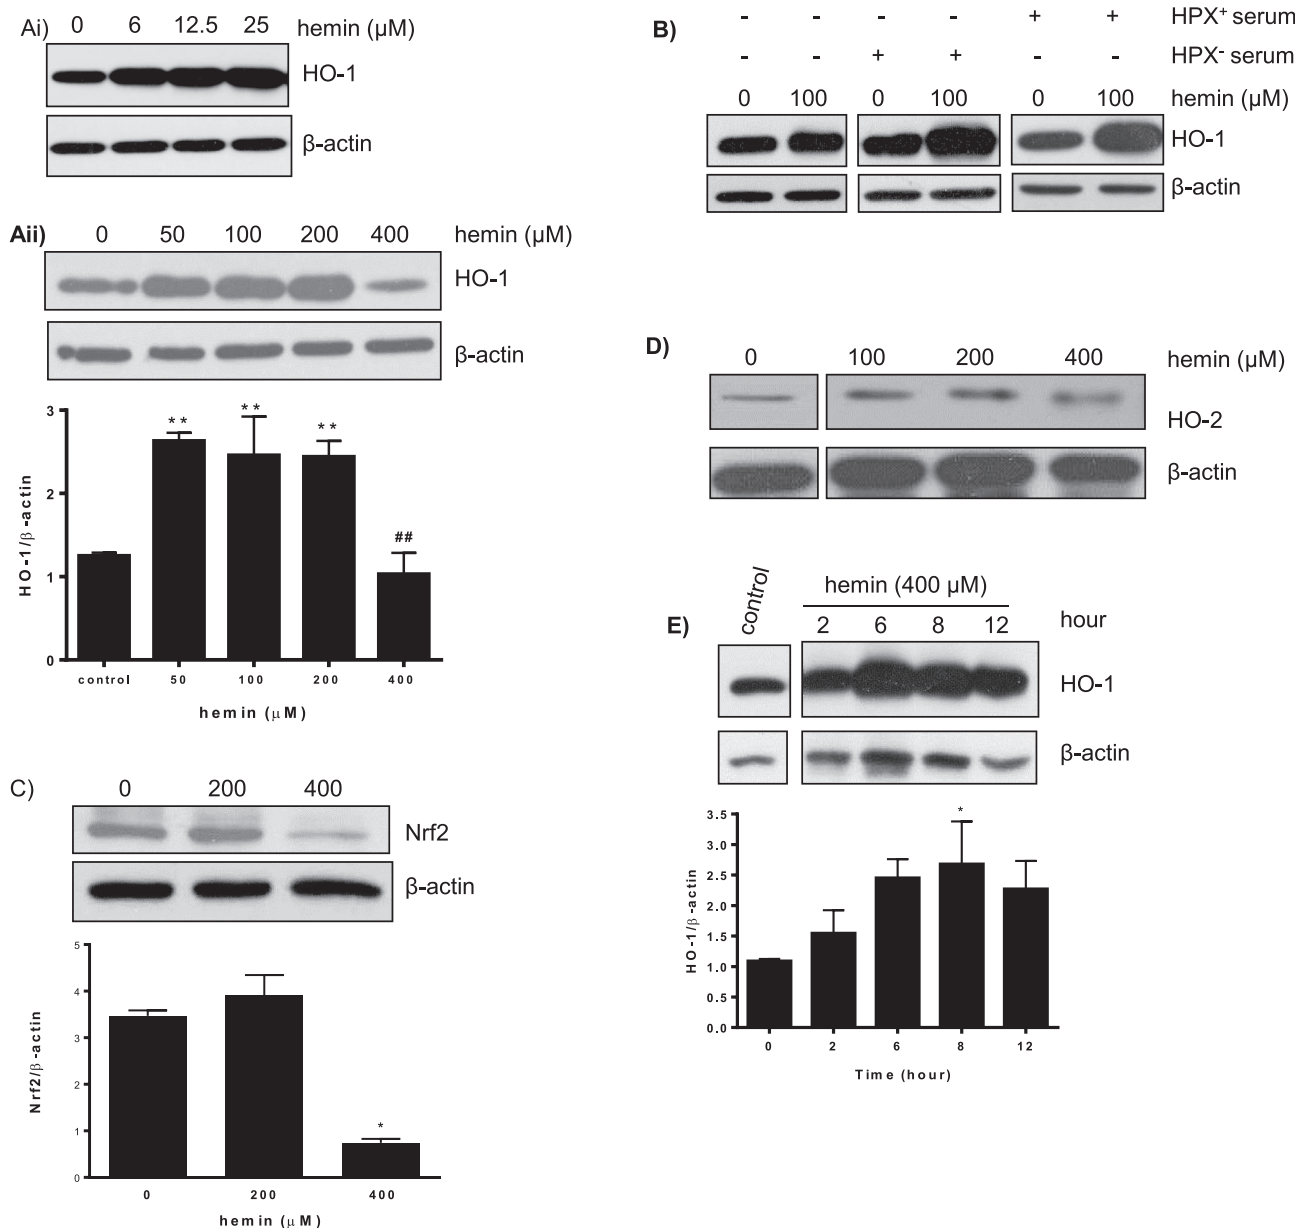 Ai) 0 6 12.5 25 hemin (µM)
HO-1
β-actin
Aii) 0 50 100 200 400 hemin (µM)
HO-1
β-actin
3
2
1
0
HO-1/β-actin
** ** ** ##
control 50 100 200 400
hemin (µM)
C) 0 200 400
Nrf2
β-actin
5
4
3
2
1
0
Nrf2/β-actin
*
0 200 400
hemin (µM)
B) - - - - + + HPX⁺ serum
- - + + - - HPX⁻ serum
0 100 0 100 0 100 hemin (µM)
HO-1
β-actin
D) 0 100 200 400 hemin (µM)
HO-2
β-actin
E) control hemin (400 µM)
2 6 8 12 hour
HO-1
β-actin
3.5
3.0
2.5
2.0
1.5
1.0
0.5
0.0
HO-1/β-actin
*
0 2 6 8 12
Time (hour)